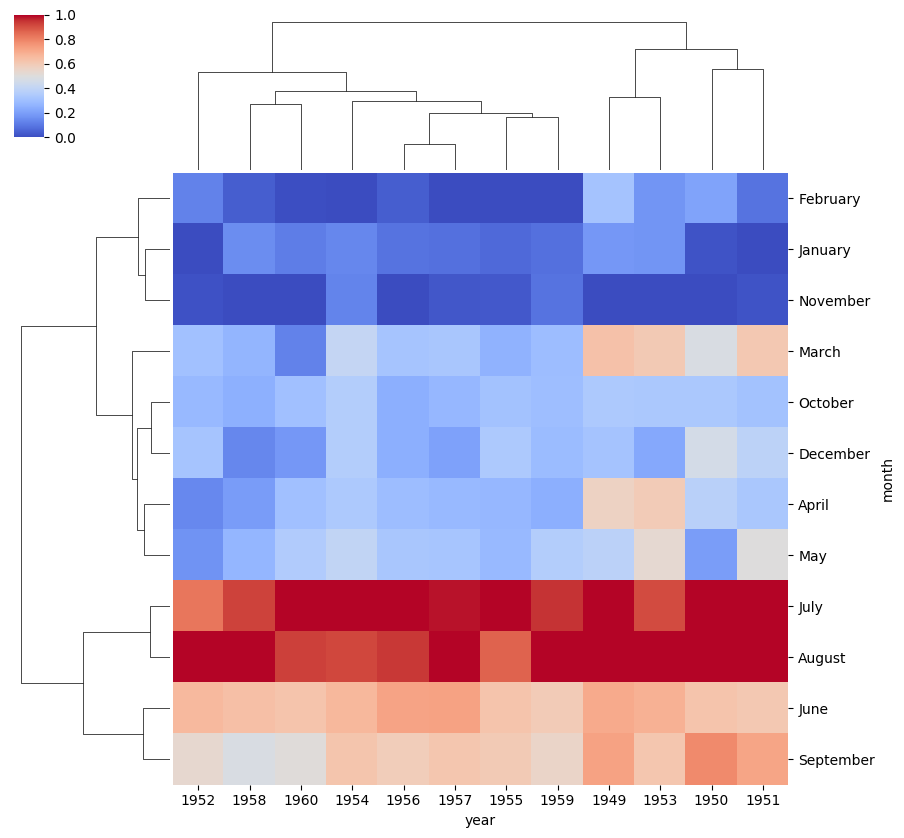 1.0
0.8
0.6
0.4
0.2
0.0
February
January
November
March
October
December
April
May
July
August
June
September
month
1952 1958 1960 1954 1956 1957 1955 1959 1949 1953 1950 1951
year